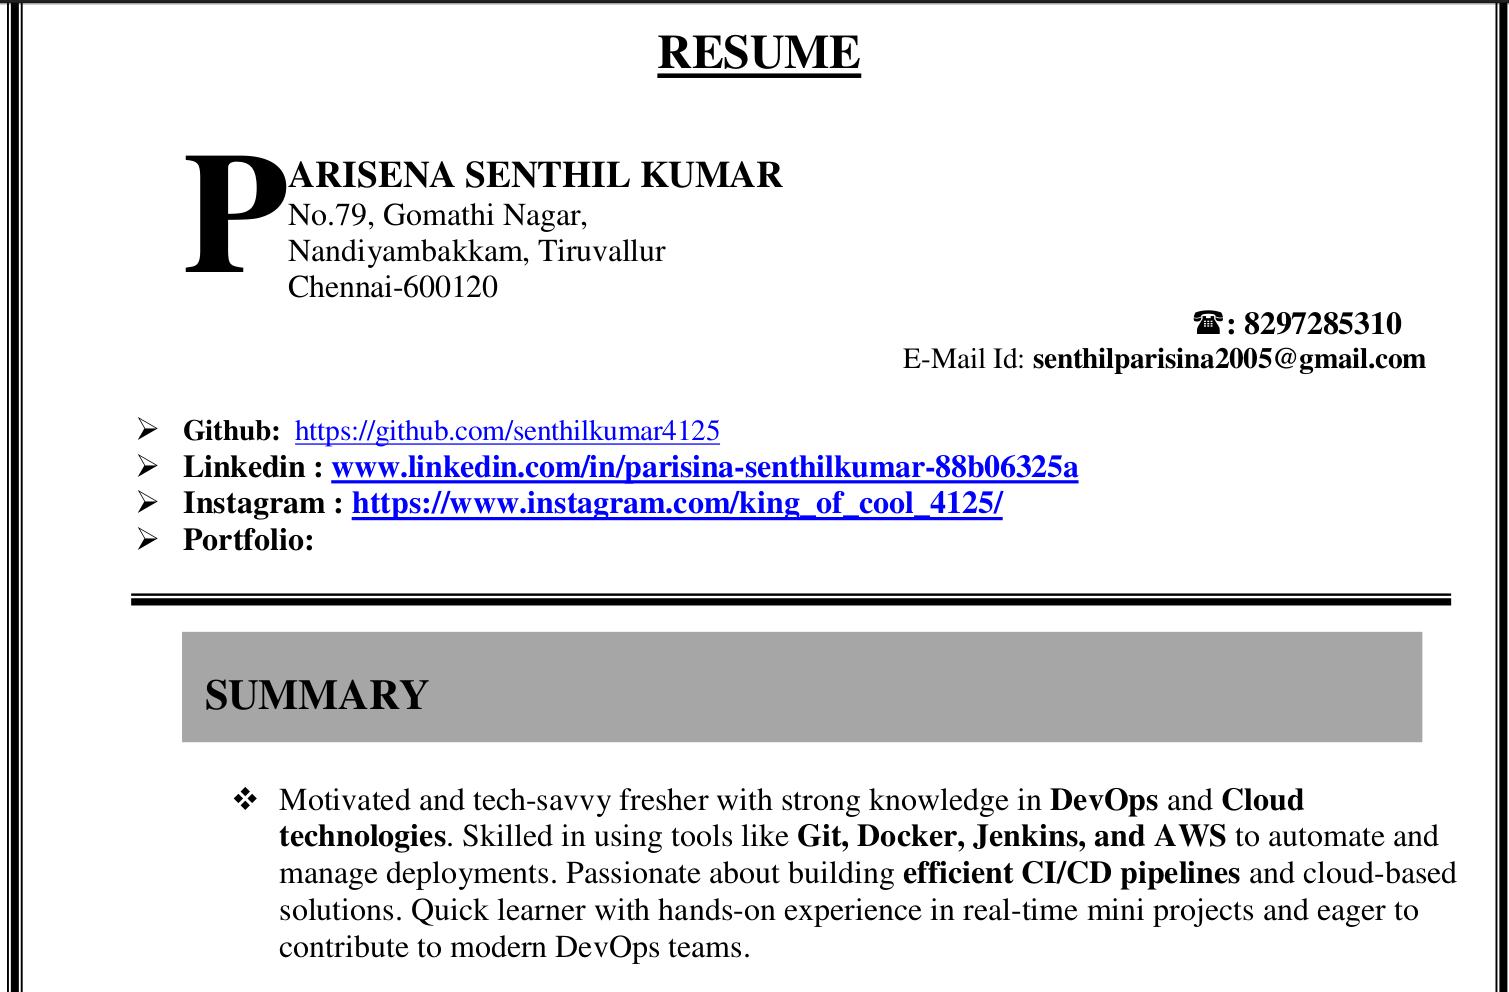 RESUME
PARISENA SENTHIL KUMAR
No.79, Gomathi Nagar,
Nandiyambakkam, Tiruvallur
Chennai-600120
☎: 8297285310
E-Mail Id: senthilparisina2005@gmail.com
➢ Github: https://github.com/senthilkumar4125
➢ Linkedin : www.linkedin.com/in/parisina-senthilkumar-88b06325a
➢ Instagram : https://www.instagram.com/king_of_cool_4125/
➢ Portfolio:
SUMMARY
❖ Motivated and tech-savvy fresher with strong knowledge in DevOps and Cloud
technologies. Skilled in using tools like Git, Docker, Jenkins, and AWS to automate and
manage deployments. Passionate about building efficient CI/CD pipelines and cloud-based
solutions. Quick learner with hands-on experience in real-time mini projects and eager to
contribute to modern DevOps teams.